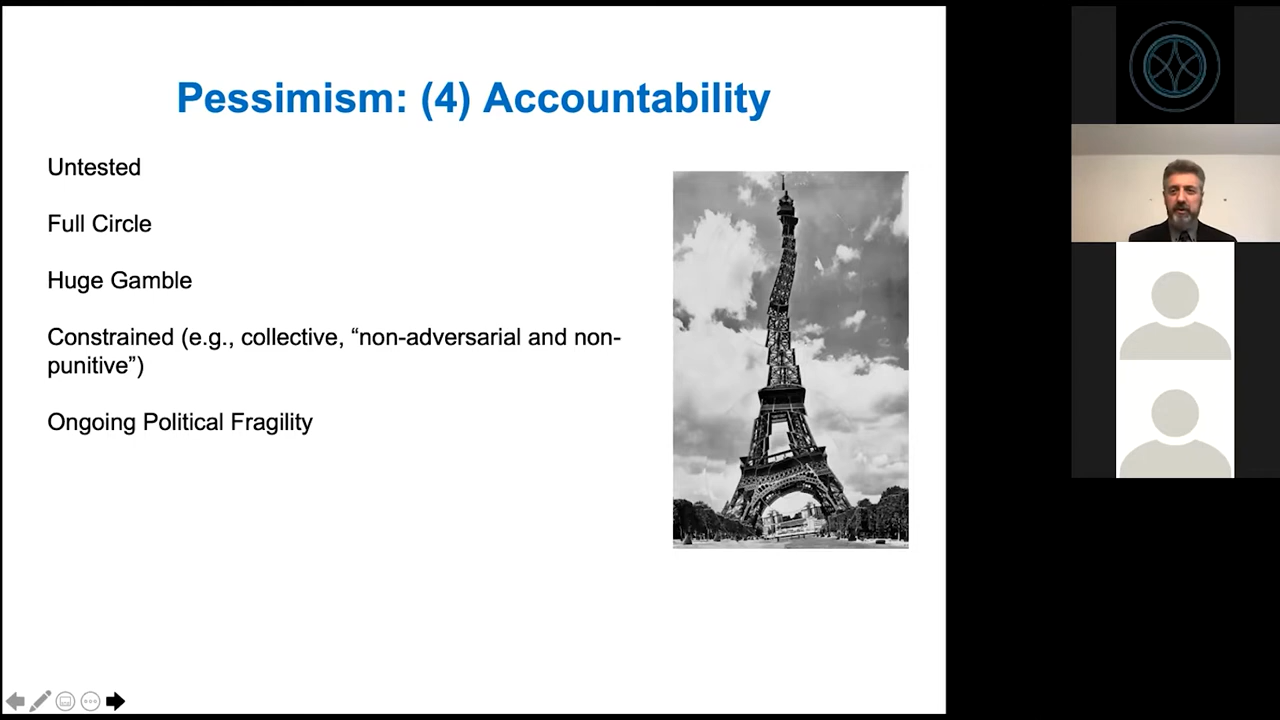 Pessimism: (4) Accountability
Untested
Full Circle
Huge Gamble
Constrained (e.g., collective, “non-adversarial and non-
punitive”)
Ongoing Political Fragility